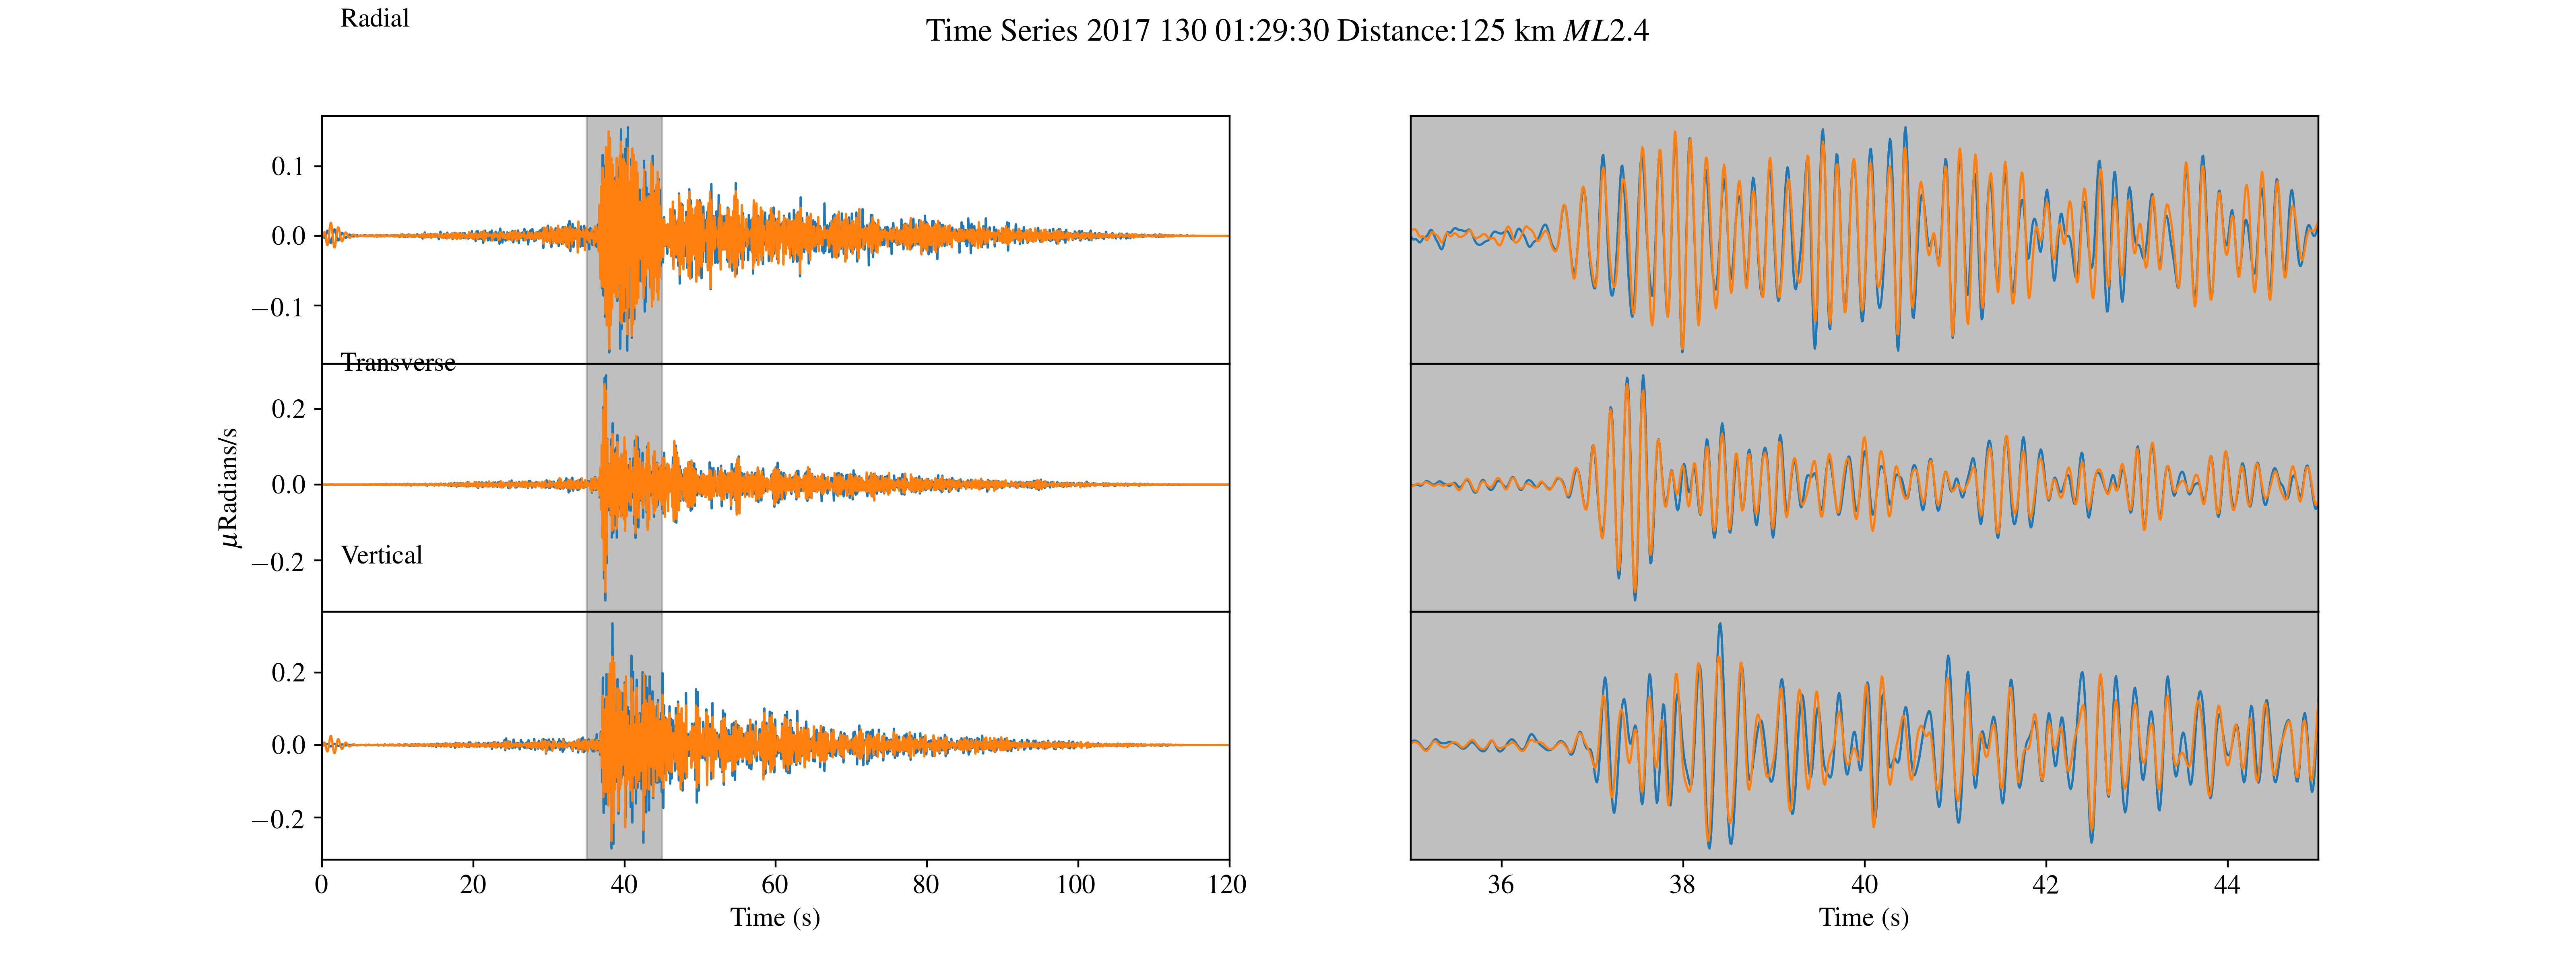 Radial
Time Series 2017 130 01:29:30 Distance:125 km ML2.4
0.1
0.0
−0.1
Transverse
0.2
0.0
−0.2
μRadians/s
Vertical
0.2
0.0
−0.2
0 20 40 60 80 100 120
Time (s)
36 38 40 42 44
Time (s)